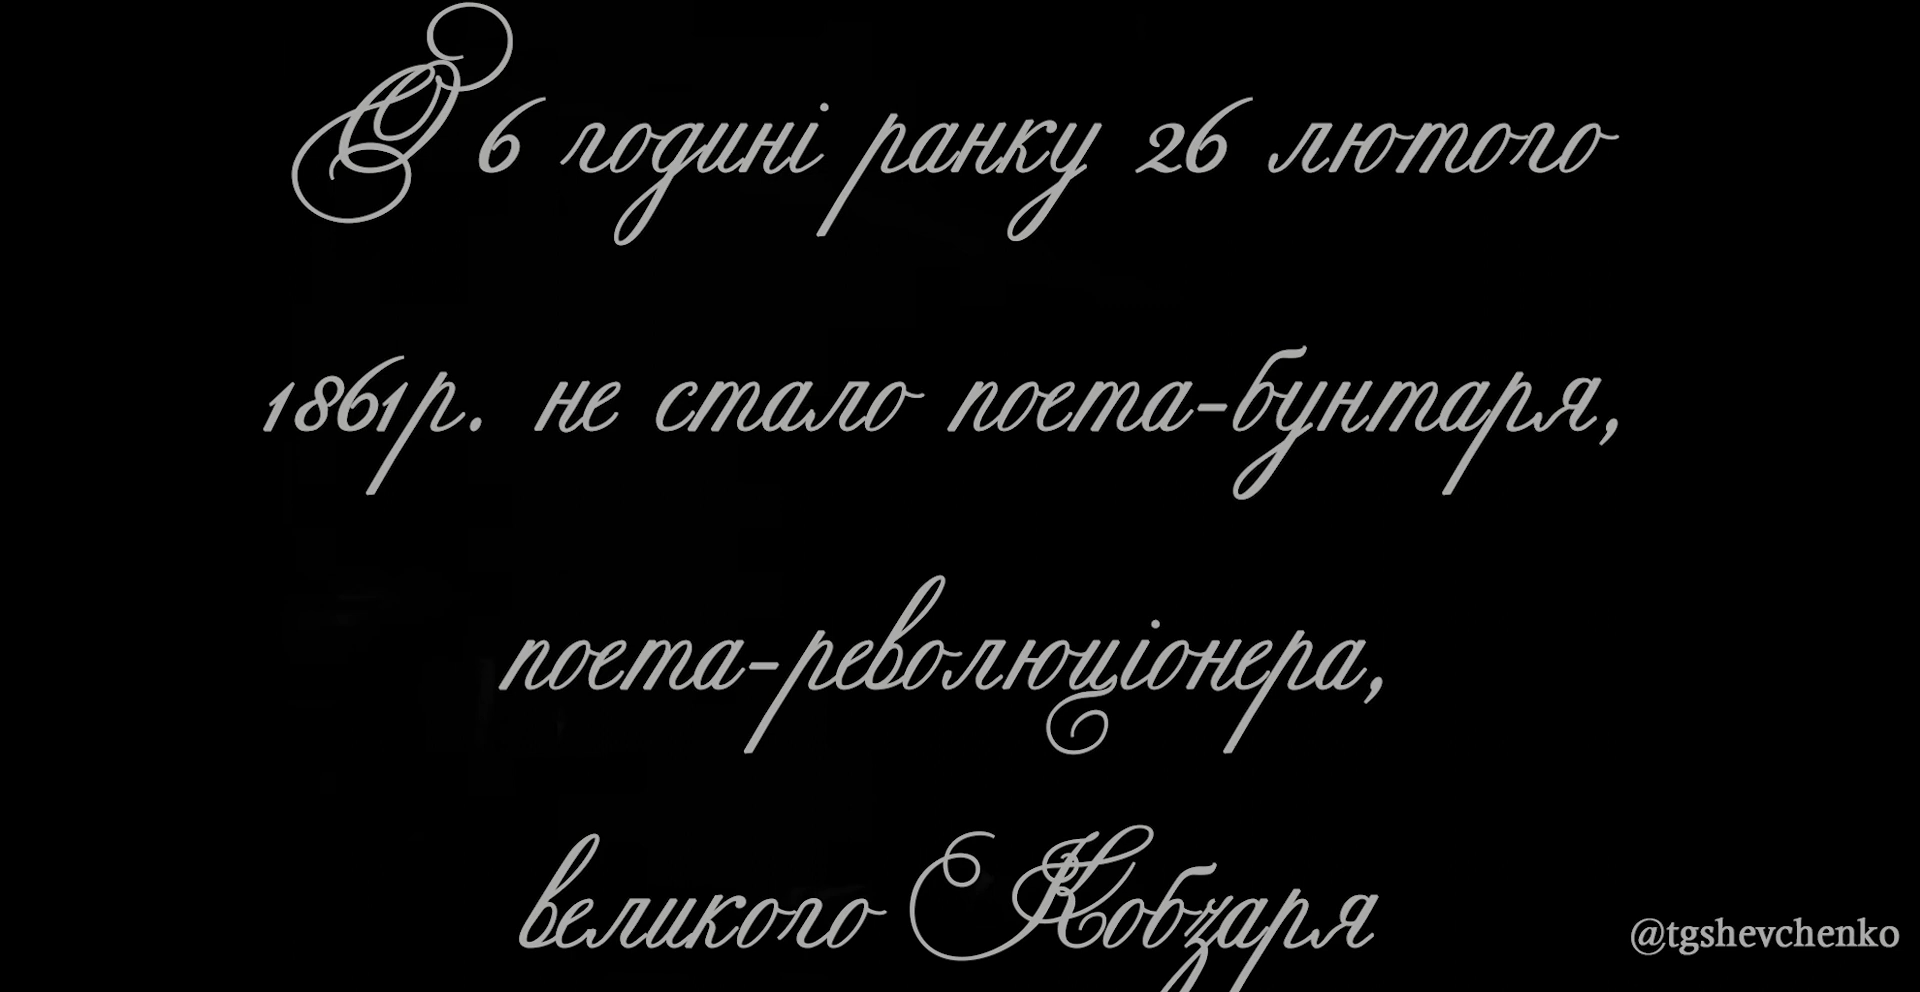 О 6 годині ранку 26 лютого
1861р. не стало поета-бунтаря,
поета-революціонера,
великого Кобзаря
@tgshevchenko